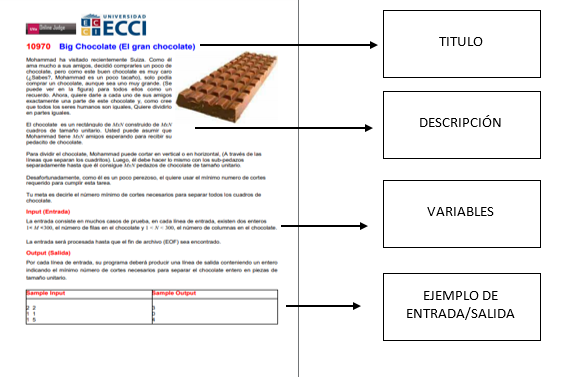 UNIVERSIDAD
ECCI
Online Judge
10970 Big Chocolate (El gran chocolate)
Mohammad ha visitado recientemente Suiza. Como él
ama mucho a sus amigos, decidió comprarles un poco de
chocolate, pero como este buen chocolate es muy caro
(¿Sabes?, Mohammad es un poco tacaño), solo podía
comprar un chocolate, aunque sea uno muy grande. (Se
puede ver en la figura) para todos ellos como un
recuerdo. Ahora, quiere darle a cada uno de sus amigos
exactamente una parte de este chocolate y, como cree
que todos los seres humanos son iguales, Quiere dividirlo
en partes iguales.
El chocolate es un rectángulo de MxN construido de MxN
cuadros de tamaño unitario. Usted puede asumir que
Mohammad tiene MxN amigos esperando para recibir su
pedacito de chocolate.
Para dividir el chocolate, Mohammad puede cortar en vertical o en horizontal, (A través de las
líneas que separan los cuadritos). Luego, él debe hacer lo mismo con los sub-pedazos
separadamente hasta que él consigue MxN pedazos de chocolate de tamaño unitario.
Desafortunadamente, como él es un poco perezoso, el quiere usar el mínimo numero de cortes
requerido para cumplir esta tarea.
Tu meta es decirle el número mínimo de cortes necesarios para separar todos los cuadros de
chocolate.
Input (Entrada)
La entrada consiste en muchos casos de prueba, en cada línea de entrada, existen dos enteros
1< M <300, el número de filas en el chocolate y 1 < N < 300, el número de columnas en el chocolate.
La entrada será procesada hasta que el fin de archivo (EOF) sea encontrado.
Output (Salida)
Por cada línea de entrada, su programa deberá producir una línea de salida conteniendo un entero
indicando el mínimo número de cortes necesarios para separar el chocolate entero en piezas de
tamaño unitario.
Sample Input Sample Output
2 2 3
1 1 0
1 5 4
TITULO
DESCRIPCIÓN
VARIABLES
EJEMPLO DE
ENTRADA/SALIDA